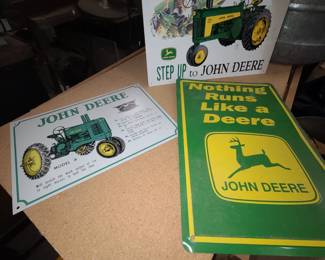 STEP UP to JOHN DEERE
JOHN DEERE
MODEL A
Nothing
Runs
Like a
Deere
JOHN DEERE